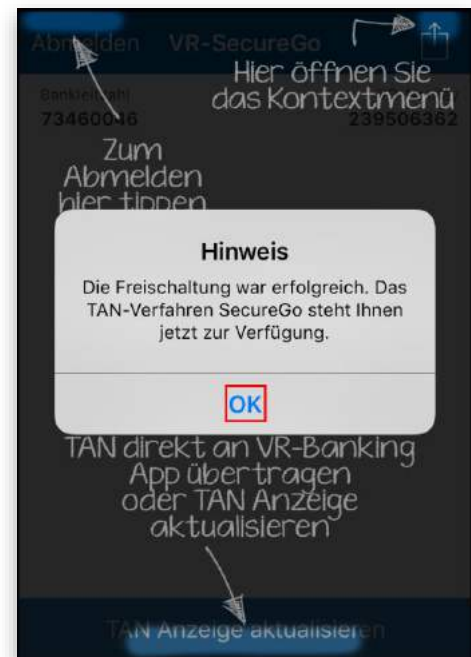 Abmelden VR-SecureGo
Hier öffnen Sie
das Kontextmenü
Bankleitzahl
73460046 239506362
Zum
Abmelden
hier tippen
Hinweis
Die Freischaltung war erfolgreich. Das
TAN-Verfahren SecureGo steht Ihnen
jetzt zur Verfügung.
OK
TAN direkt an VR-Banking
App übertragen
oder TAN Anzeige
aktualisieren
TAN Anzeige aktualisieren